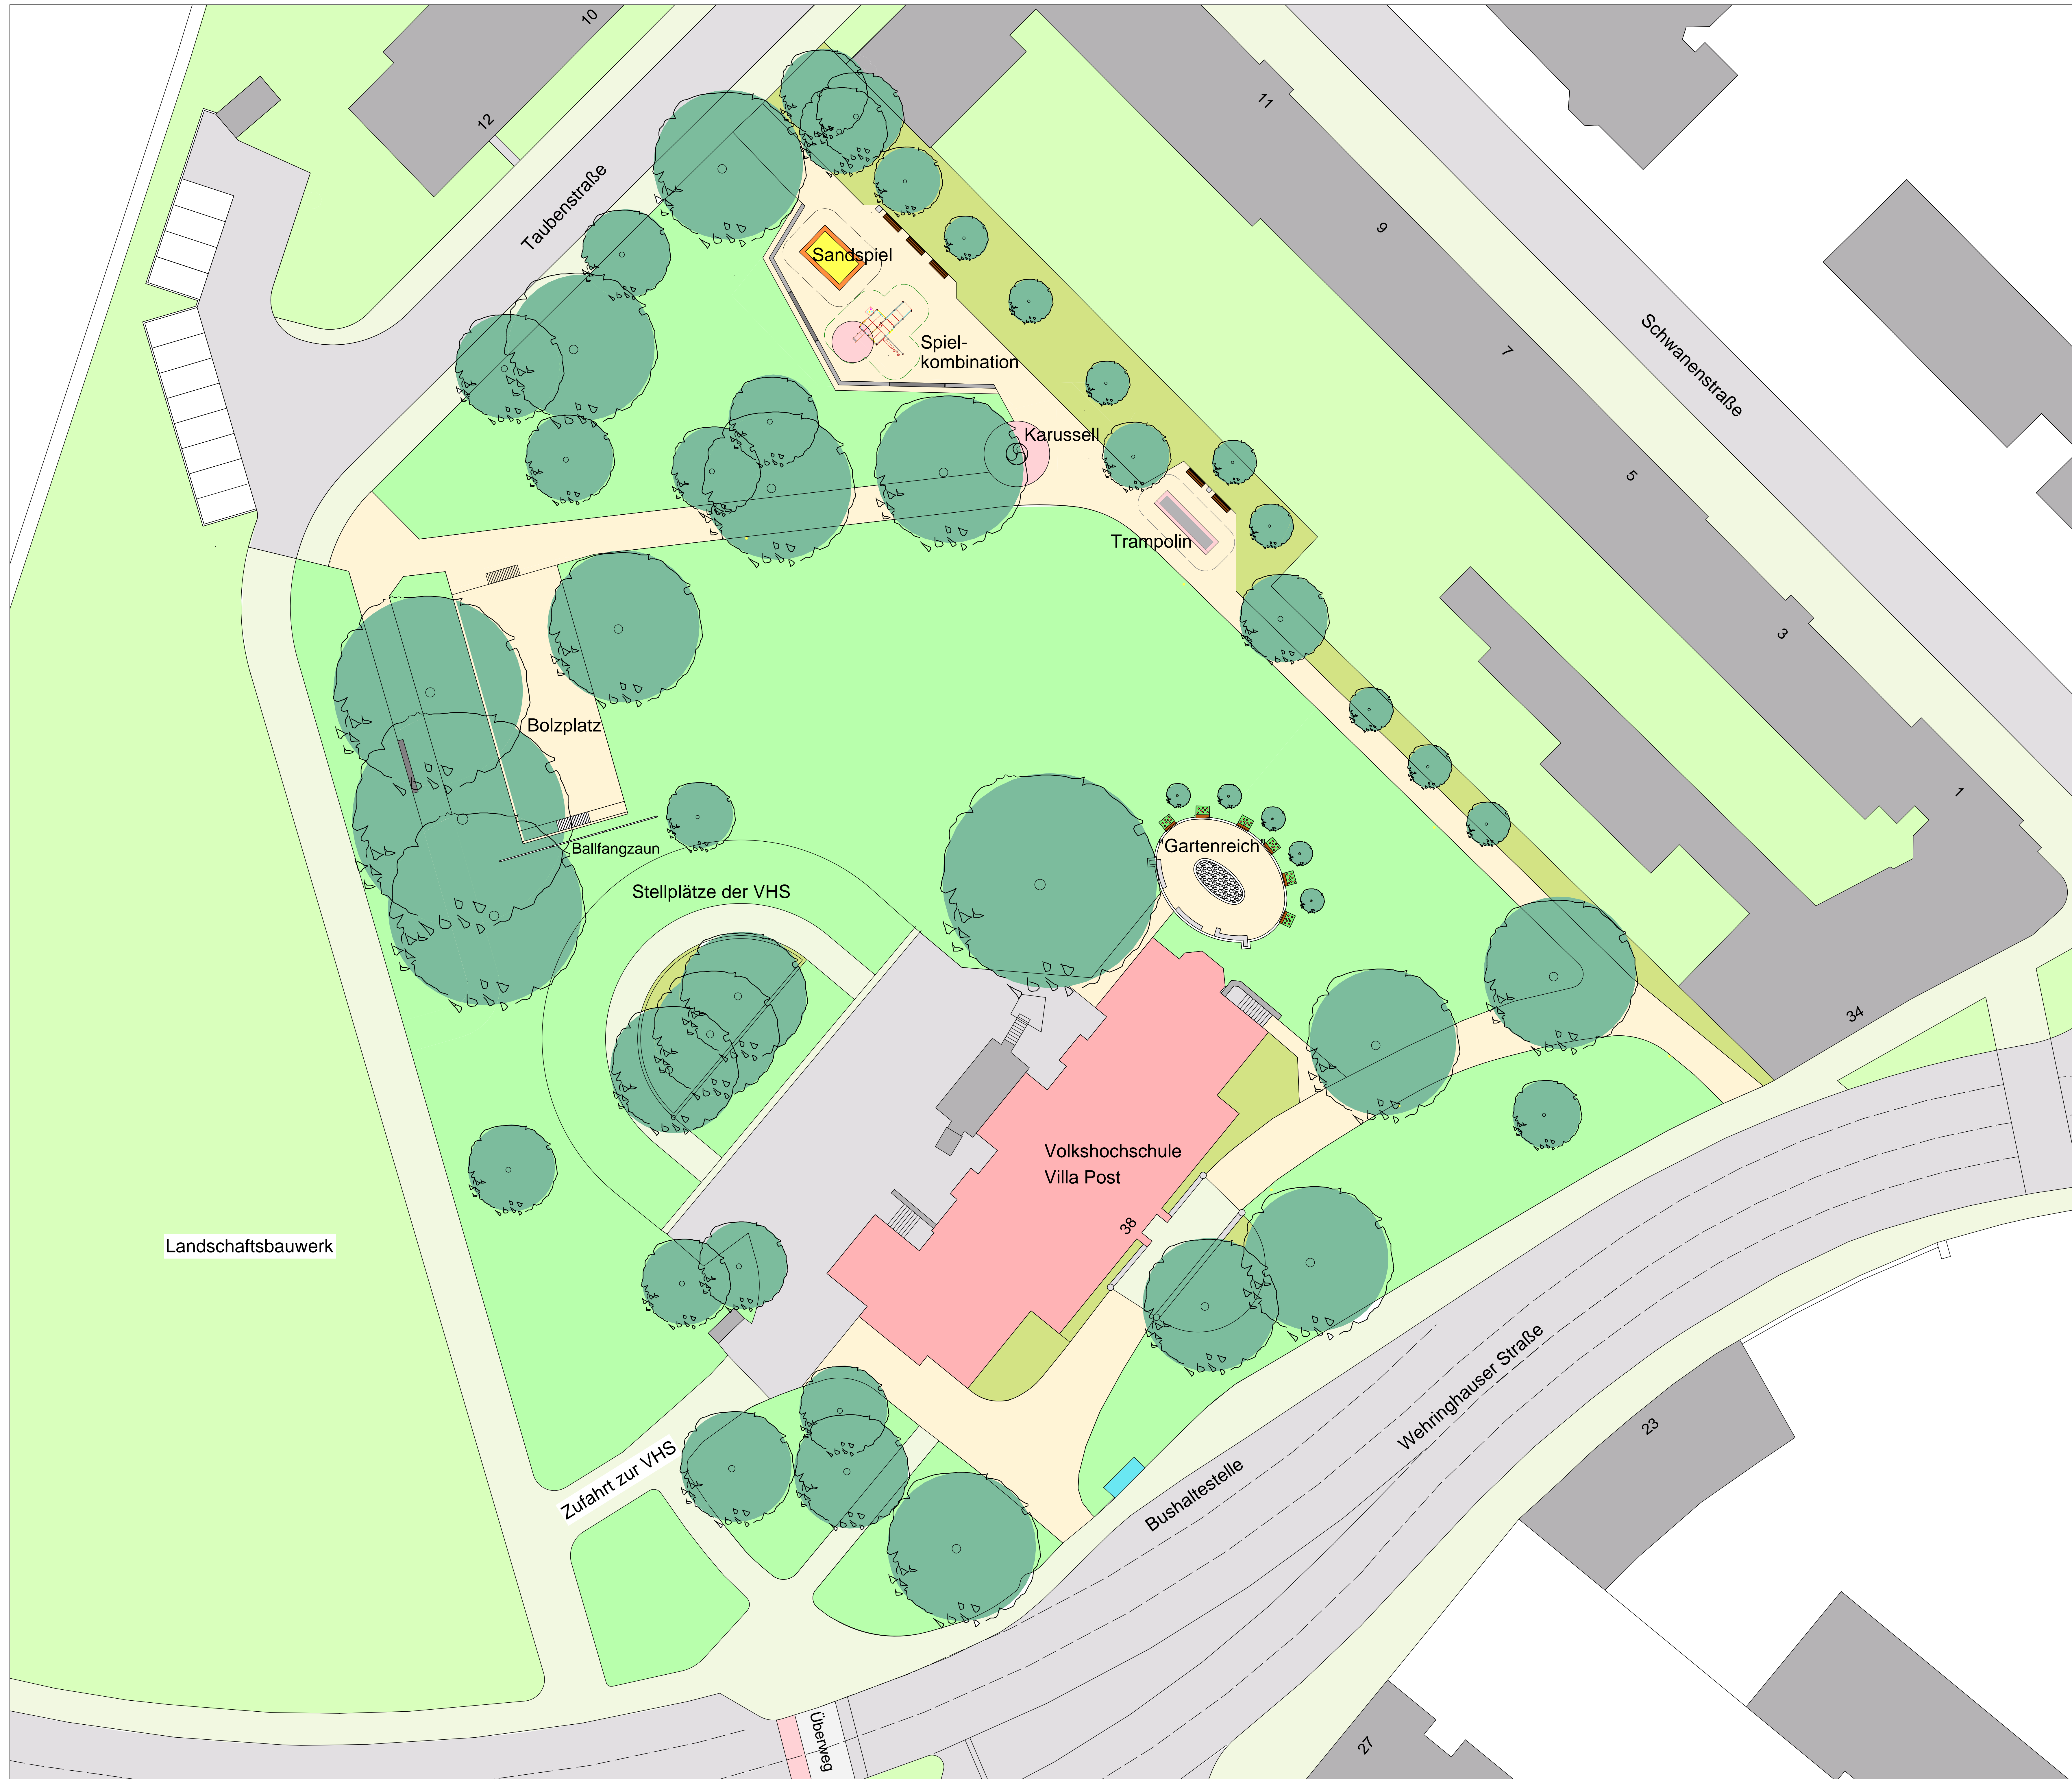 10
12
11
Taubenstraße
9
Sandspiel
Schwanenstraße
Spiel-
kombination
7
Karussell
5
Trampolin
3
Bolzplatz
1
Ballfangzaun
"Gartenreich"
Stellplätze der VHS
34
Volkshochschule
Villa Post
38
Landschaftsbauwerk
Wehringhauser Straße
23
Zufahrt zur VHS
Bushaltestelle
Überweg
27